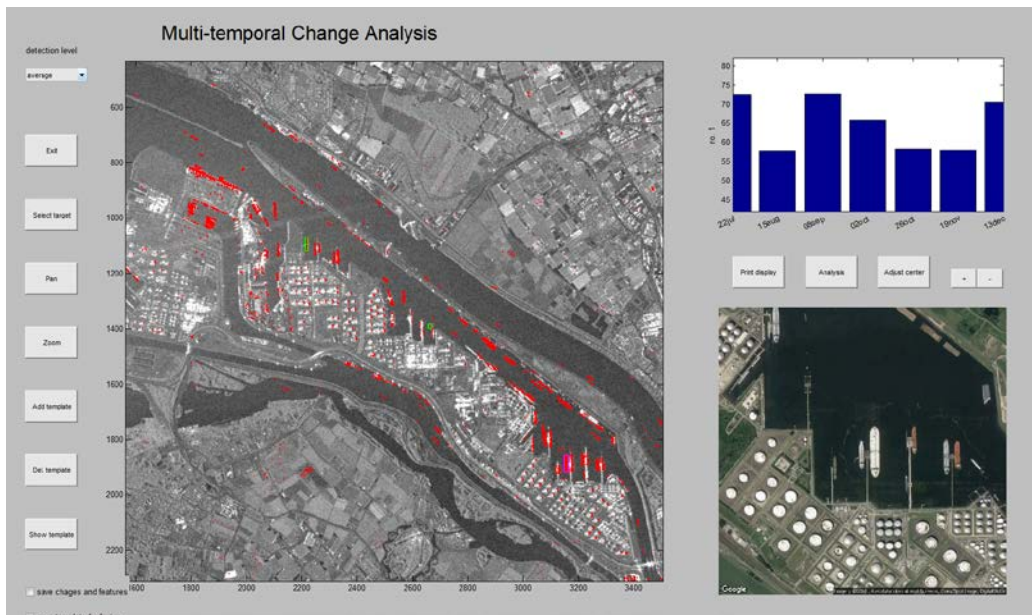 Multi-temporal Change Analysis
detection level
average
Exit
Select target
Pan
Zoom
Add template
Del. template
Show template
save chages and features
600
800
1000
1200
1400
1600
1800
2000
2200
1600 1800 2000 2200 2400 2600 2800 3000 3200 3400
80
75
70
65
60
55
50
45
no. 1
22jul 15aug 08sep 02oct 26oct 19nov 13dec
Print display
Analysis
Adjust center
+ -
Google